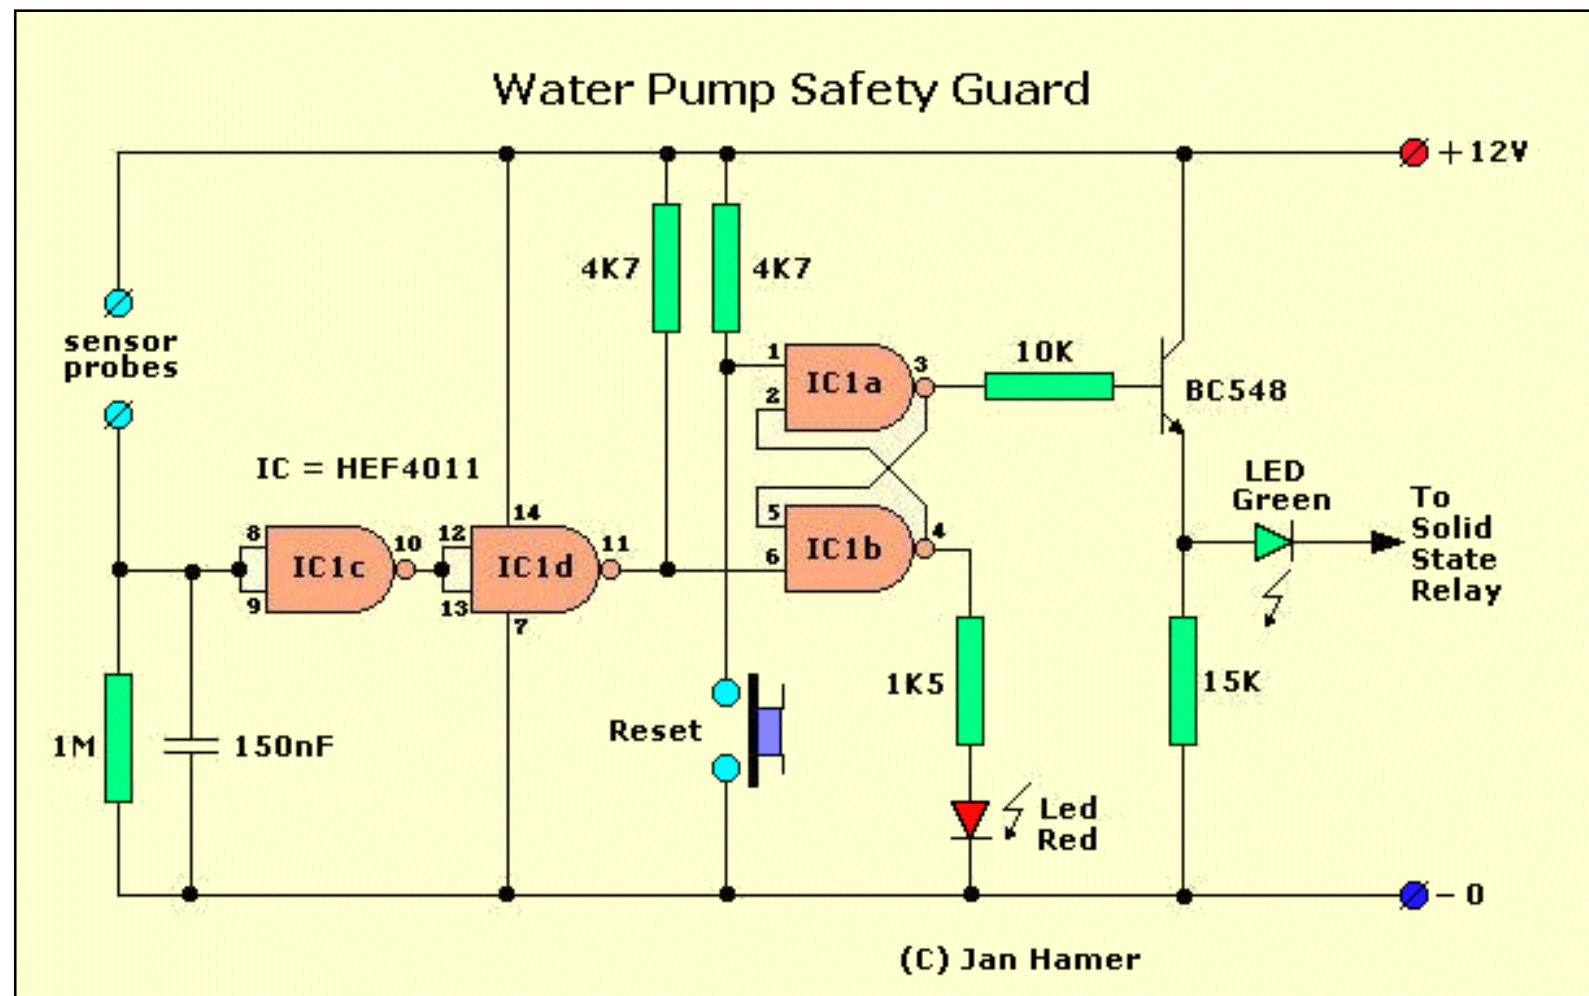 Water Pump Safety Guard
+12V
4K7
4K7
sensor
probes
1
IC1a
3
2
10K
BC548
IC = HEF4011
LED
Green
To
Solid
State
Relay
8
IC1c
10
9
12
14
IC1d
11
13
7
5
IC1b
4
6
1M
150nF
Reset
1K5
15K
Led
Red
- 0
(C) Jan Hamer